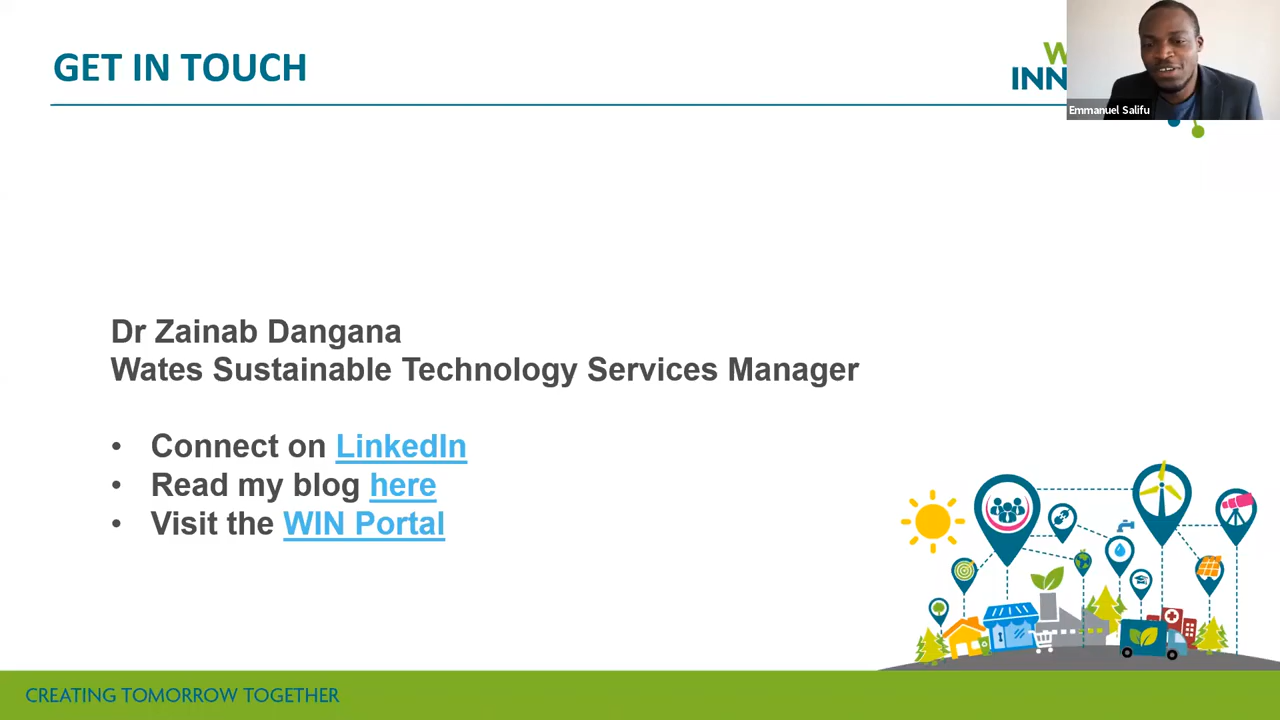 GET IN TOUCH
Emmanuel Salifu
Dr Zainab Dangana
Wates Sustainable Technology Services Manager
• Connect on LinkedIn
• Read my blog here
• Visit the WIN Portal
CREATING TOMORROW TOGETHER